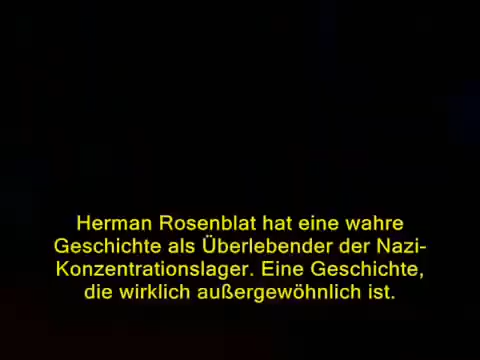 Herman Rosenblat hat eine wahre
Geschichte als Überlebender der Nazi-
Konzentrationslager. Eine Geschichte,
die wirklich außergewöhnlich ist.